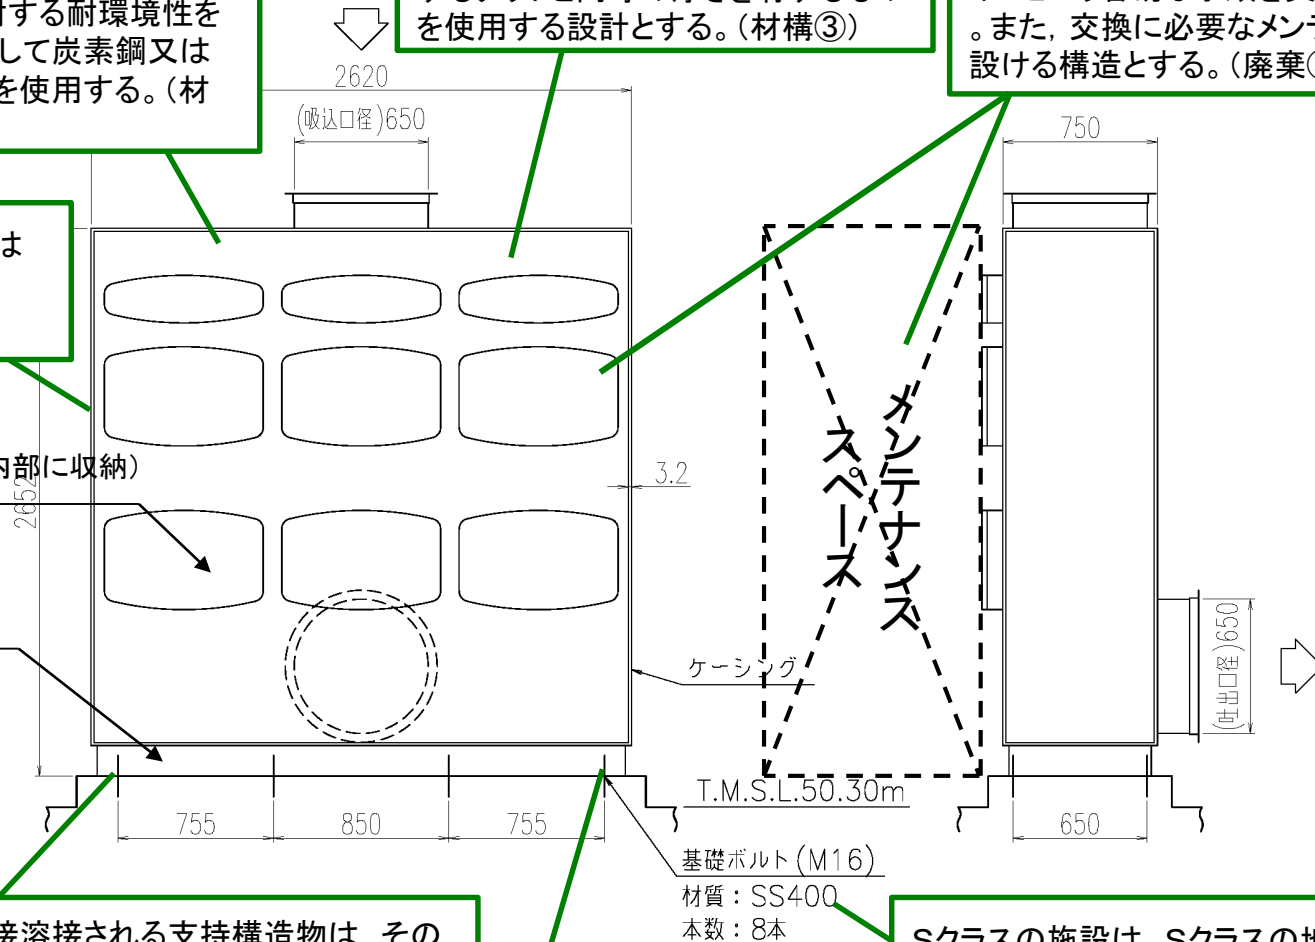 対する耐環境性を
して炭素鋼又は
を使用する。(材
を使用する設計とする。(材構③)
。また, 交換に必要なメンテ
設ける構造とする。(廃棄
は
2620
(吸込口径)650
750
内部に収納)
2652
3.2
メンテナンス
スペース
ケーシング
(吐出口径)650
T.M.S.L.50.30m
755
850
755
650
基礎ボルト(M16)
材質:SS400
本数:8本
接溶接される支持構造物は, その
Sクラスの施設は, Sクラスの地